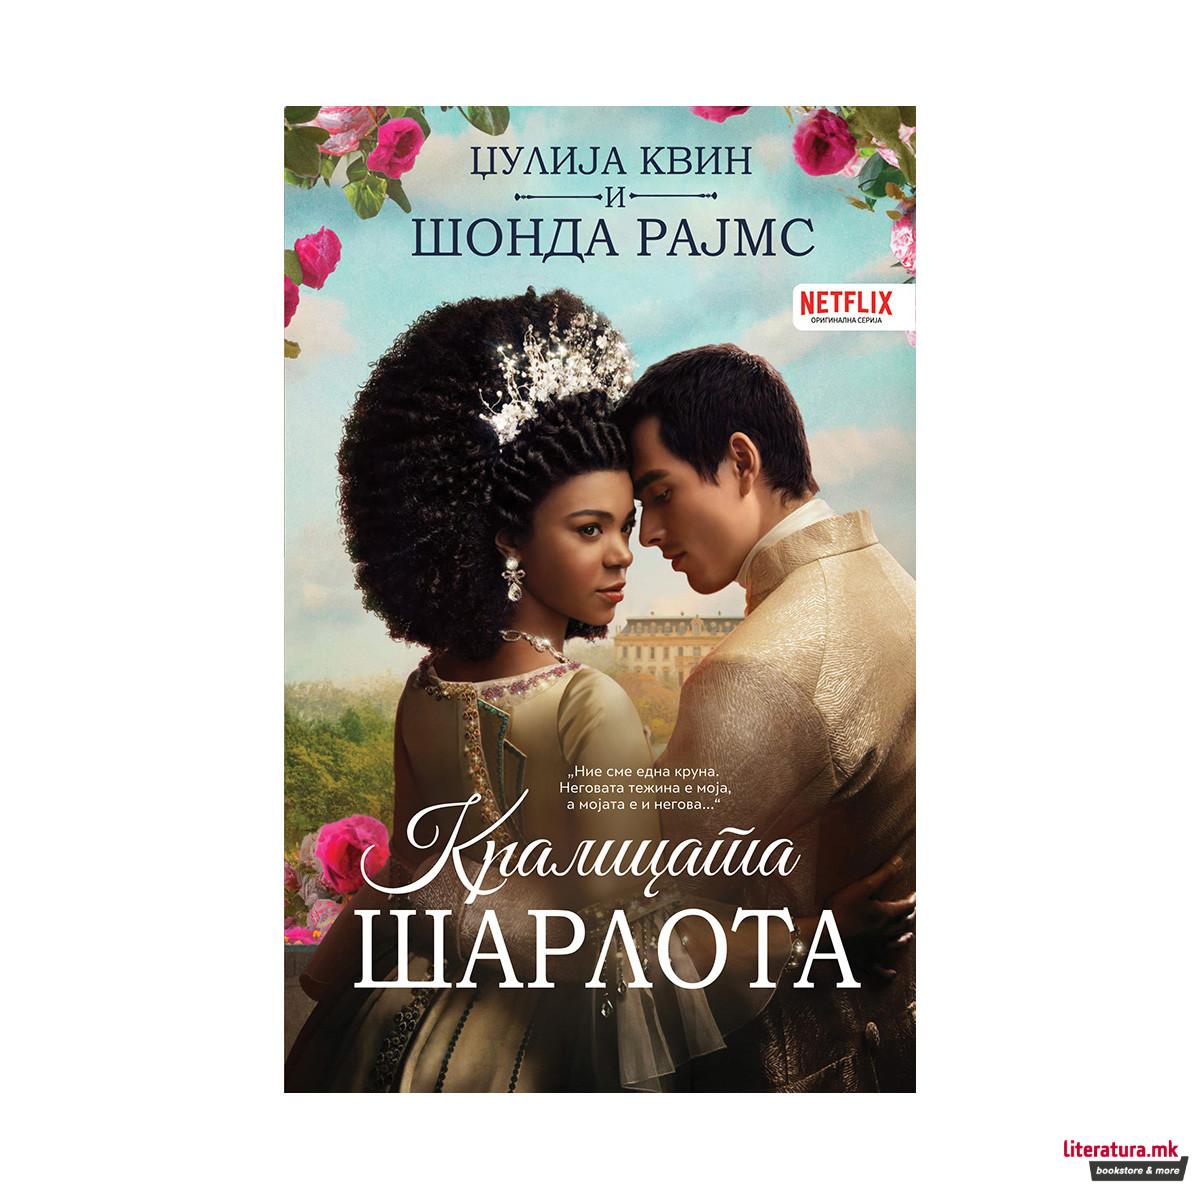 ЏУЛИЈА КВИН
И
ШОНДА РАЈМС
NETFLIX
ОРИГИНАЛНА СЕРИЈА
„Ние сме една круна.
Неговата тежина е моја,
а мојата е и негова...“
Кралицата
ШАРЛОТА
literatura.mk
bookstore & more